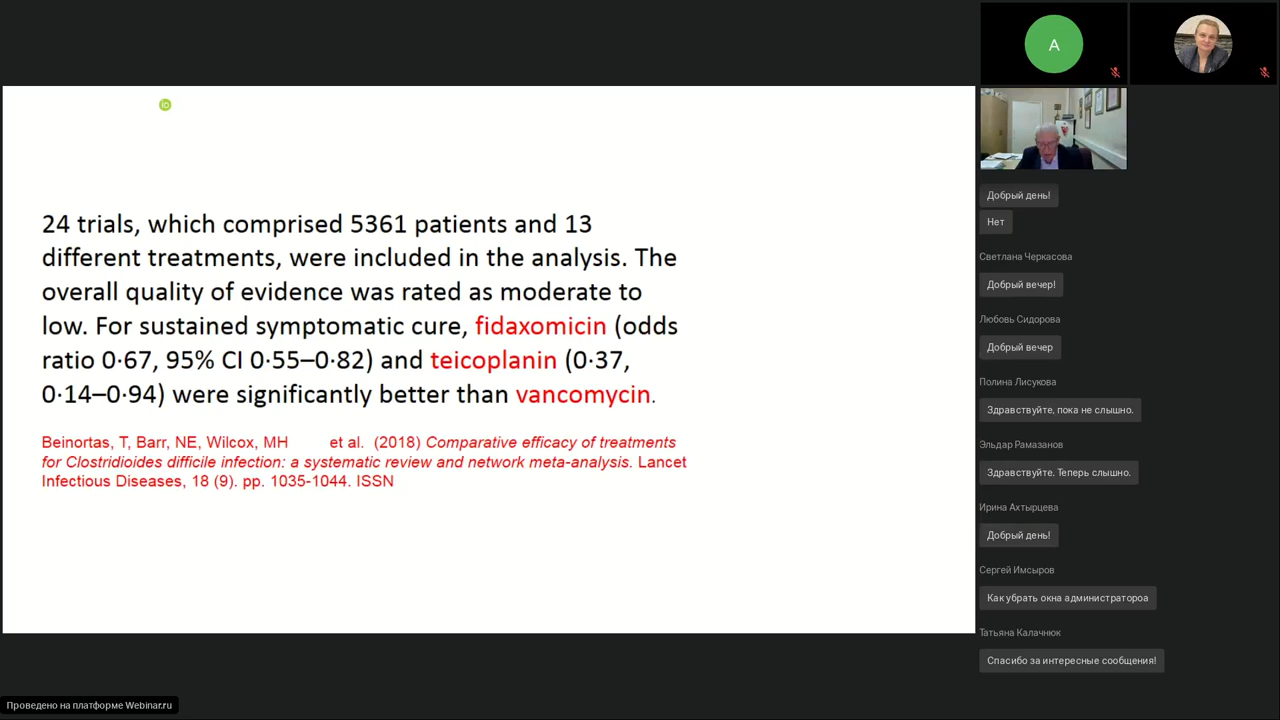 24 trials, which comprised 5361 patients and 13
different treatments, were included in the analysis. The
overall quality of evidence was rated as moderate to
low. For sustained symptomatic cure, fidaxomicin (odds
ratio 0·67, 95% CI 0·55–0·82) and teicoplanin (0·37,
0·14–0·94) were significantly better than vancomycin.
Beinortas, T, Barr, NE, Wilcox, MH et al. (2018) Comparative efficacy of treatments
for Clostridioides difficile infection: a systematic review and network meta-analysis. Lancet
Infectious Diseases, 18 (9). pp. 1035-1044. ISSN
iD
A
Добрый день!
Нет
Светлана Черкасова
Добрый вечер!
Любовь Сидорова
Добрый вечер
Полина Лисукова
Здравствуйте, пока не слышно.
Эльдар Рамазанов
Здравствуйте. Теперь слышно.
Ирина Ахтырцева
Добрый день!
Сергей Имсыров
Как убрать окна администратороа
Татьяна Калачнюк
Спасибо за интересные сообщения!
Проведено на платформе Webinar.ru